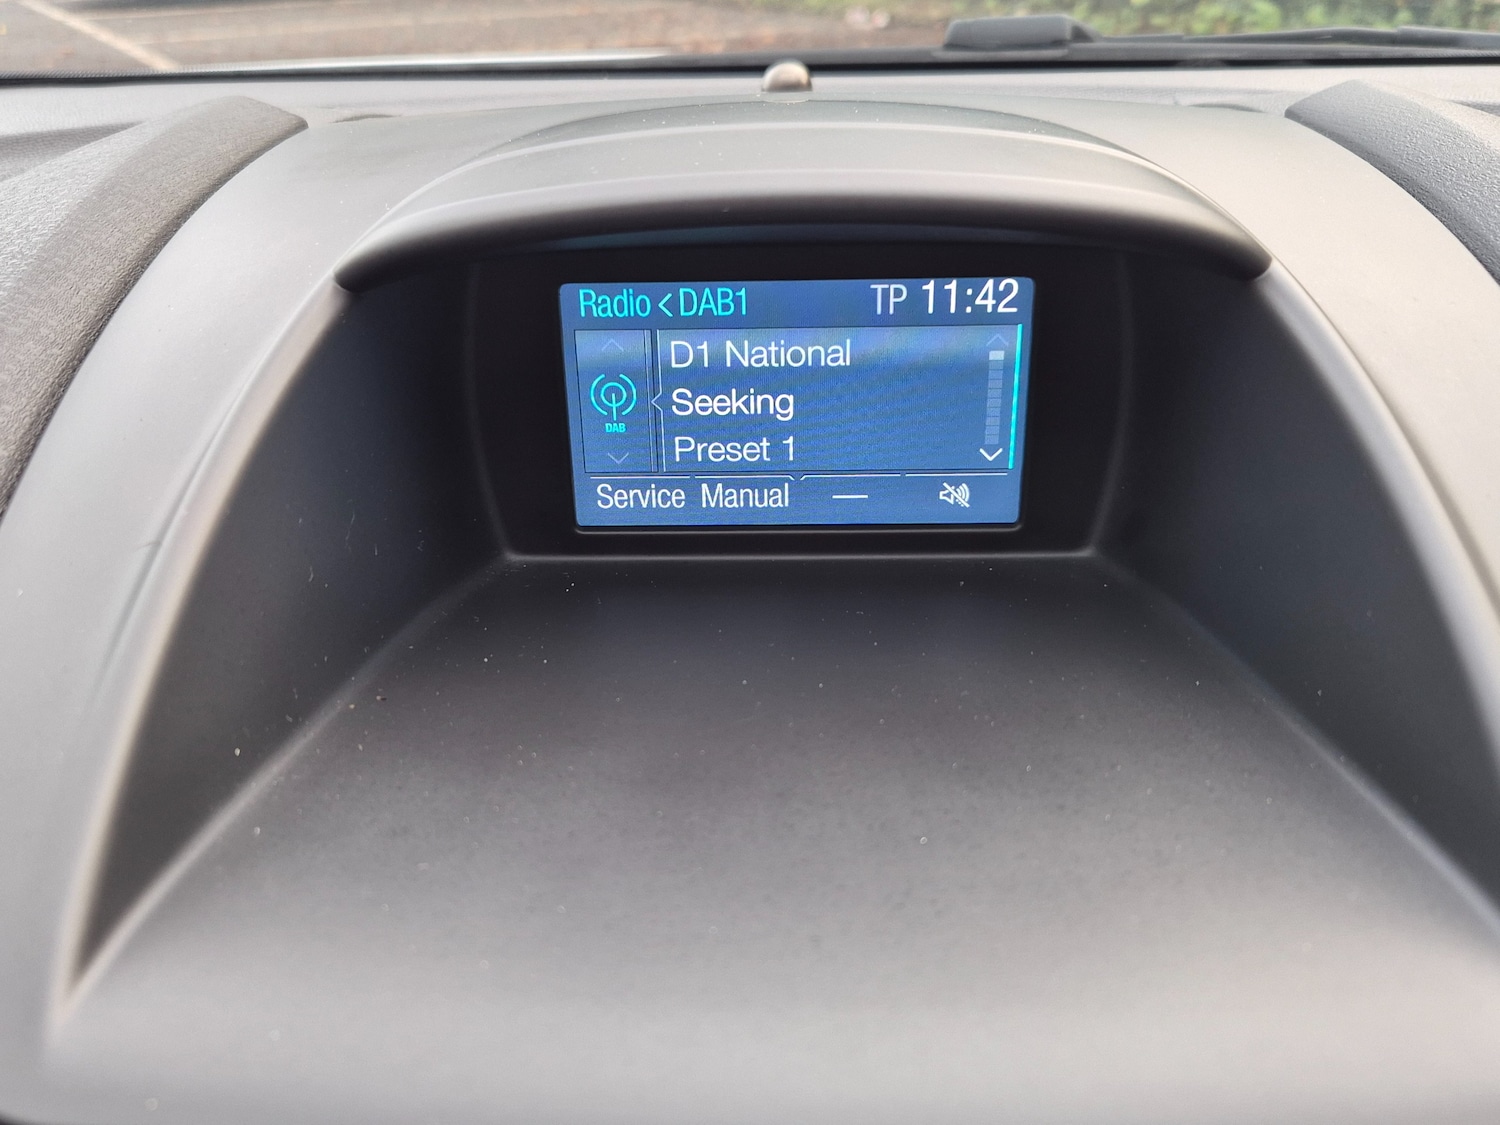 Radio < DAB1 TP 11:42
D1 National
Seeking
DAB
Preset 1
Service Manual —